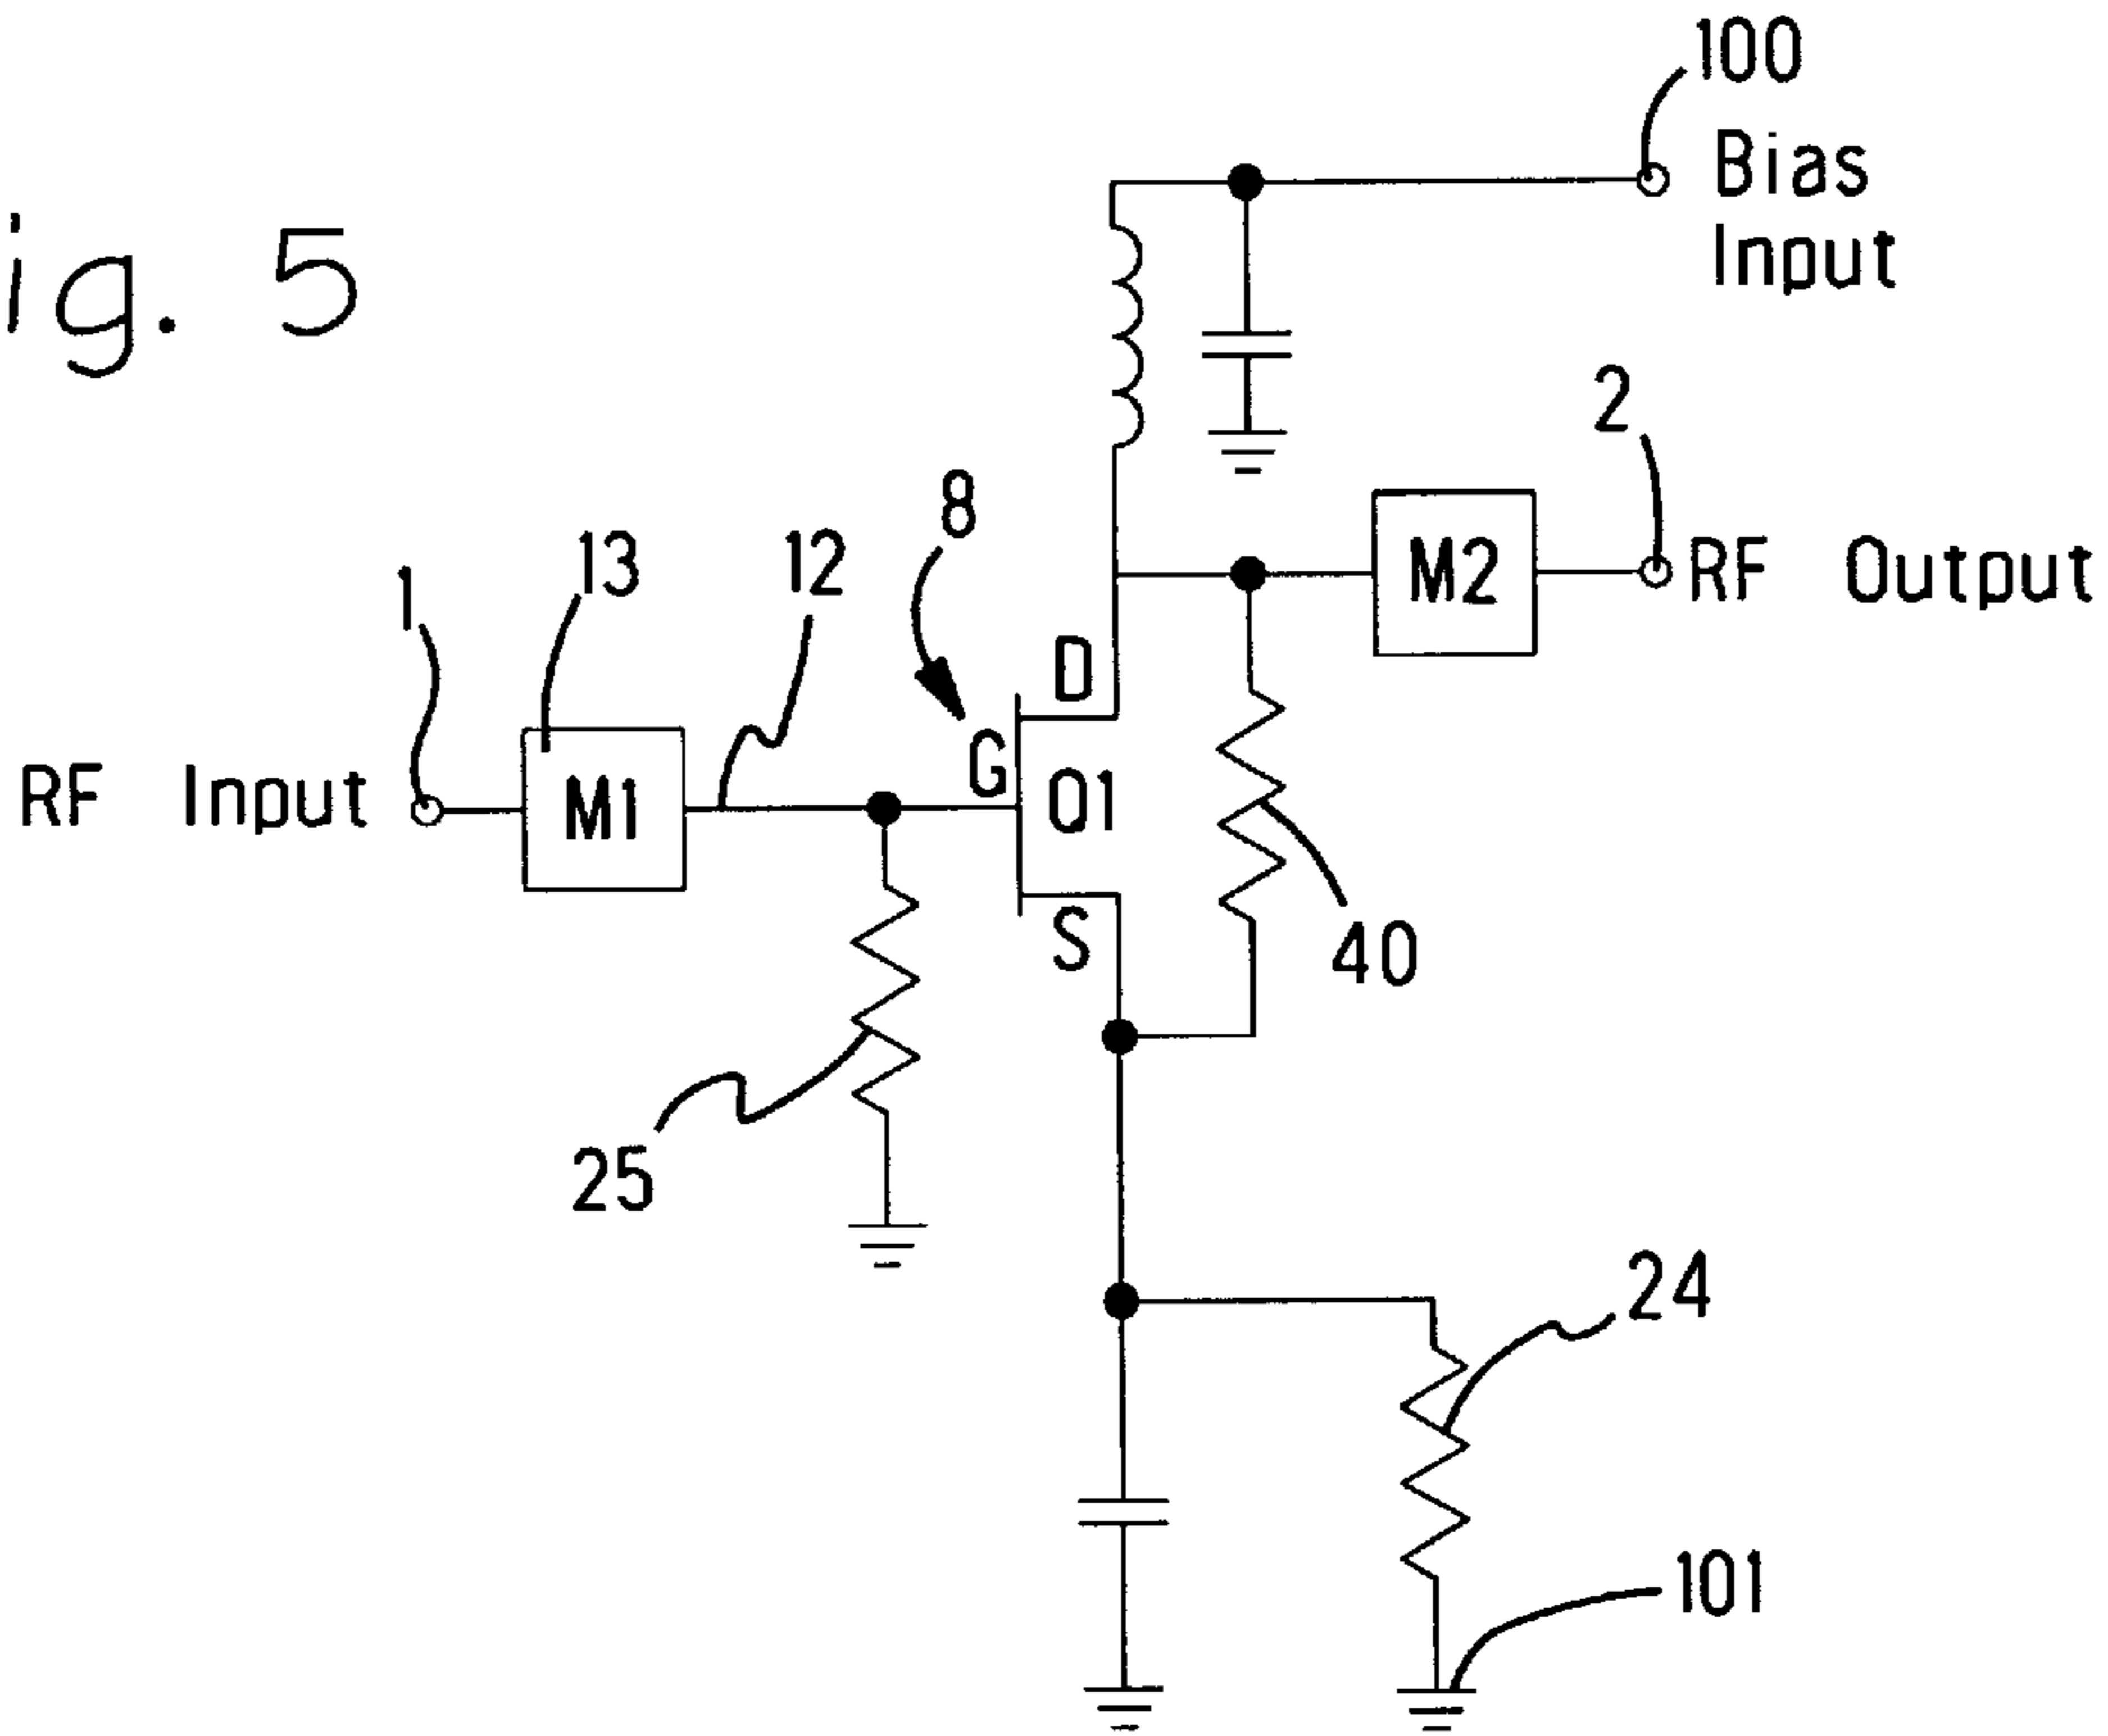 ig. 5
100
Bias
Input
2
8
13
12
1
M2
RF Output
D
G
RF Input
M1
Q1
S
40
25
24
101